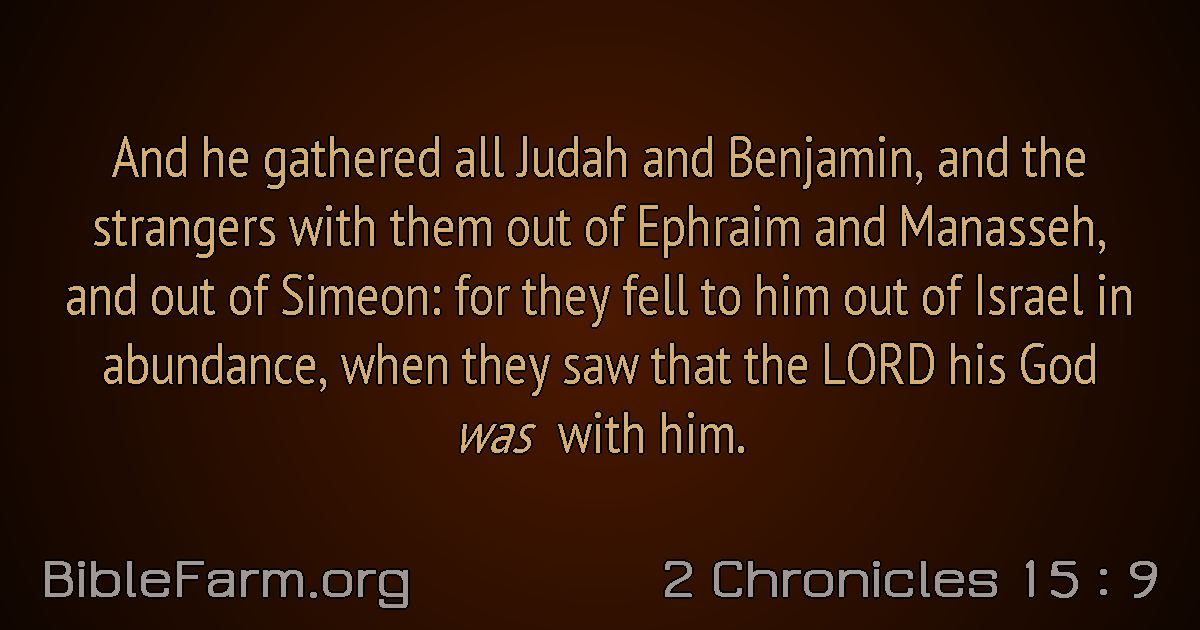 And he gathered all Judah and Benjamin, and the
strangers with them out of Ephraim and Manasseh,
and out of Simeon: for they fell to him out of Israel in
abundance, when they saw that the LORD his God
was with him.
BibleFarm.org
2 Chronicles 15 : 9